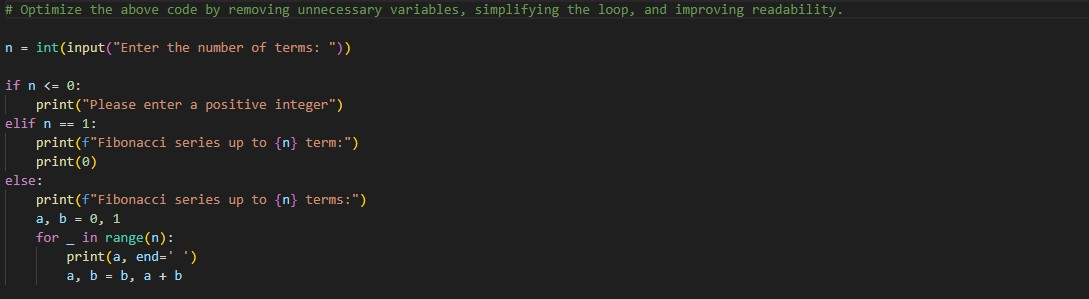 # Optimize the above code by removing unnecessary variables, simplifying the loop, and improving readability.
n = int(input("Enter the number of terms: "))
if n <= 0:
    print("Please enter a positive integer")
elif n == 1:
    print(f"Fibonacci series up to {n} term:")
    print(0)
else:
    print(f"Fibonacci series up to {n} terms:")
    a, b = 0, 1
    for _ in range(n):
        print(a, end=' ')
        a, b = b, a + b